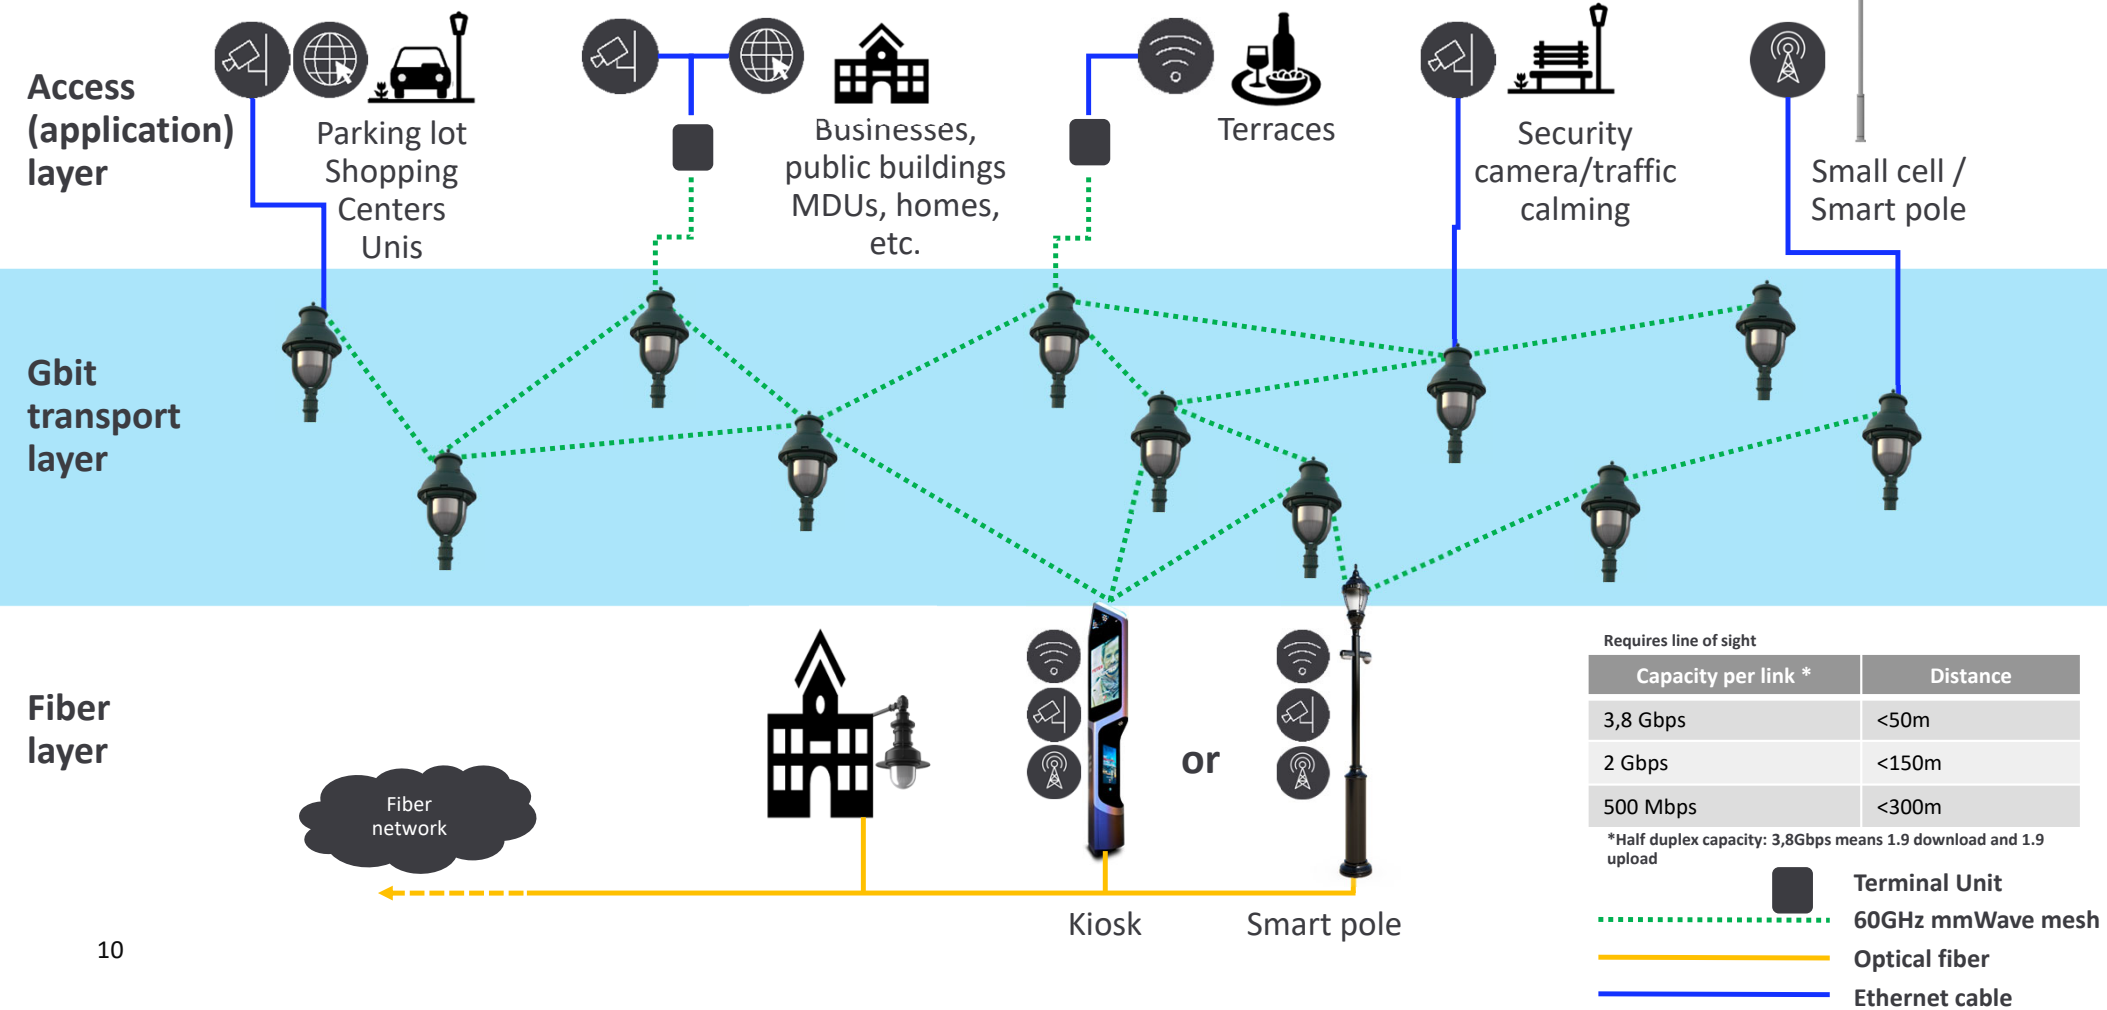 Access
(application)
layer
Parking lot
Shopping
Centers
Unis
Businesses,
public buildings
MDUs, homes,
etc.
Terraces
Security
camera/traffic
calming
Small cell /
Smart pole
Gbit
transport
layer
Fiber
layer
Fiber
network
or
Kiosk
Smart pole
Requires line of sight
Capacity per link * Distance
3,8 Gbps <50m
2 Gbps <150m
500 Mbps <300m
*Half duplex capacity: 3,8Gbps means 1.9 download and 1.9
upload
Terminal Unit
60GHz mmWave mesh
Optical fiber
Ethernet cable
10